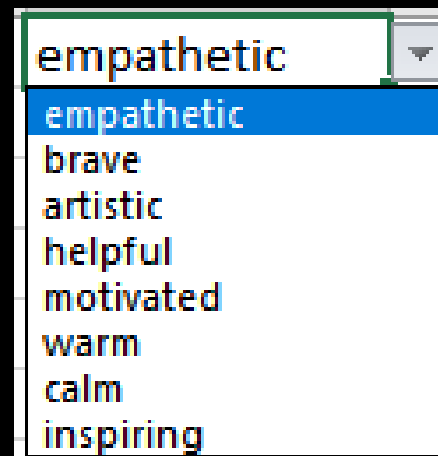 empathetic
empathetic
brave
artistic
helpful
motivated
warm
calm
inspiring